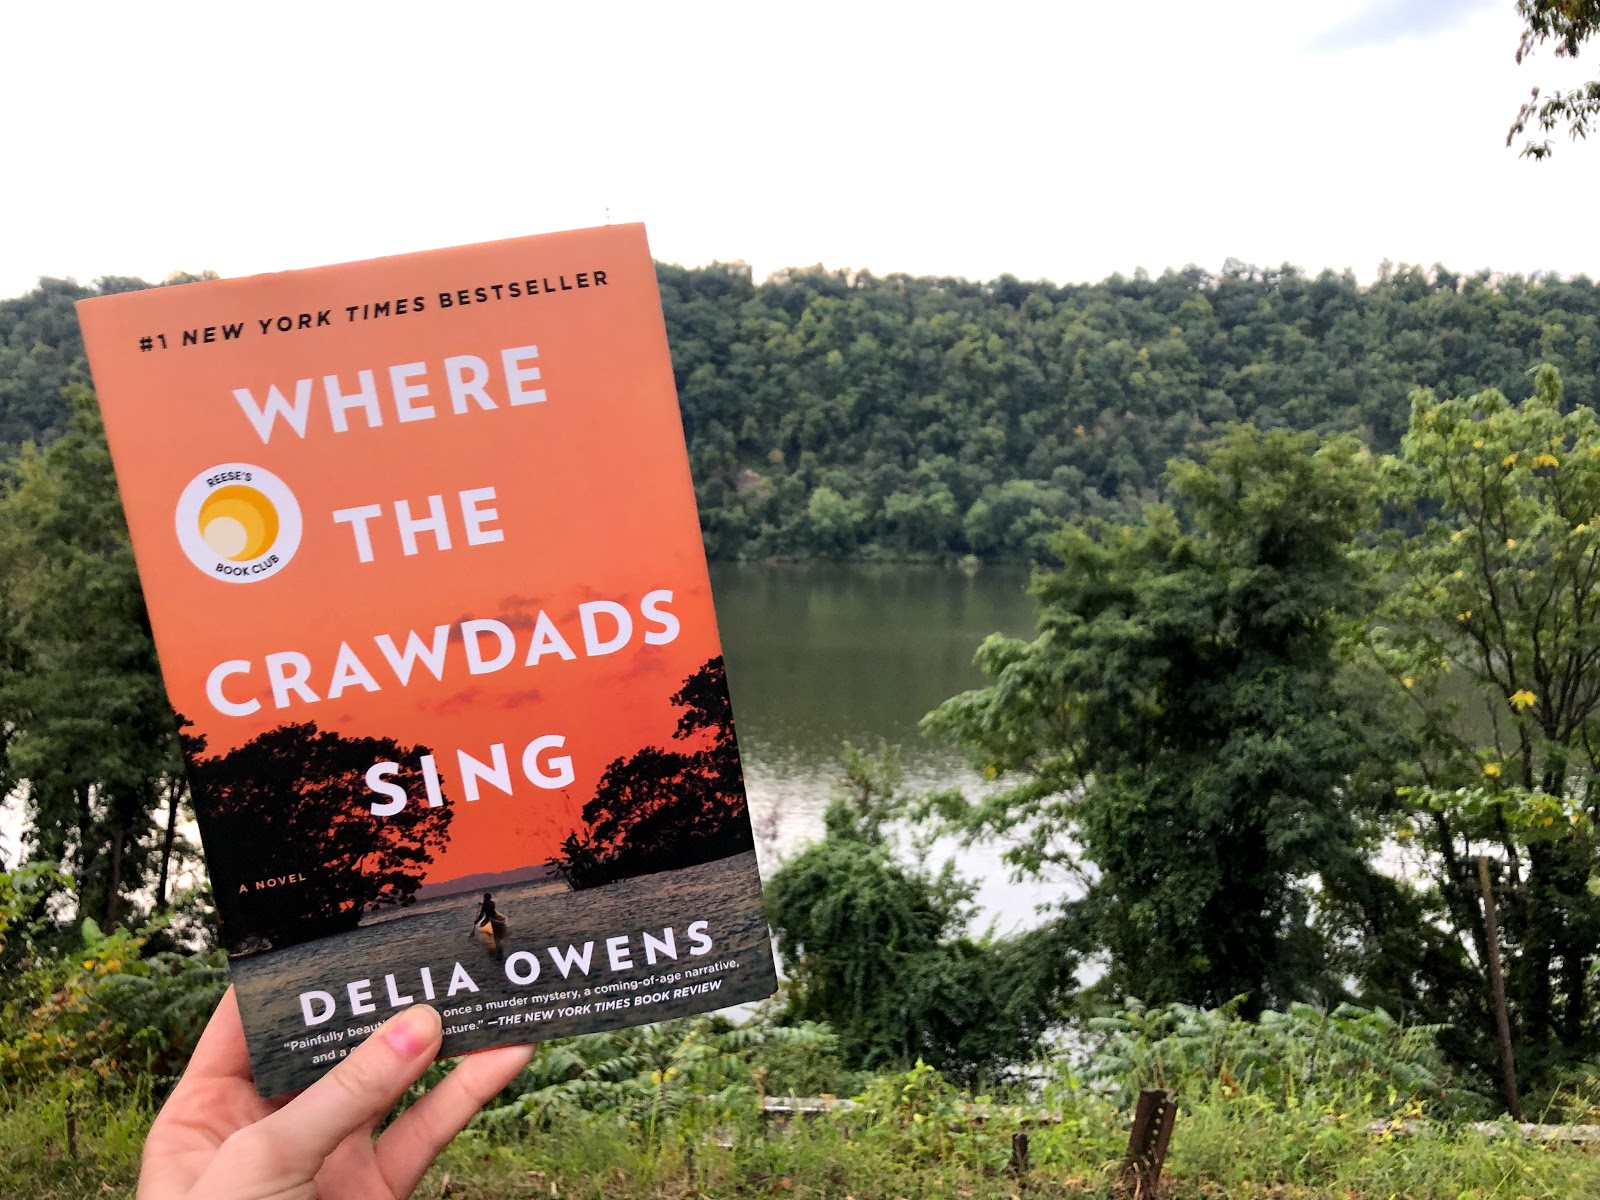 #1 NEW YORK TIMES BESTSELLER
WHERE
REESE'S
BOOK CLUB
THE
CRAWDADS
SING
A NOVEL
DELIA OWENS
"Painfully once a murder mystery, a coming-of-age narrative,
and a nature." —THE NEW YORK TIMES BOOK REVIEW